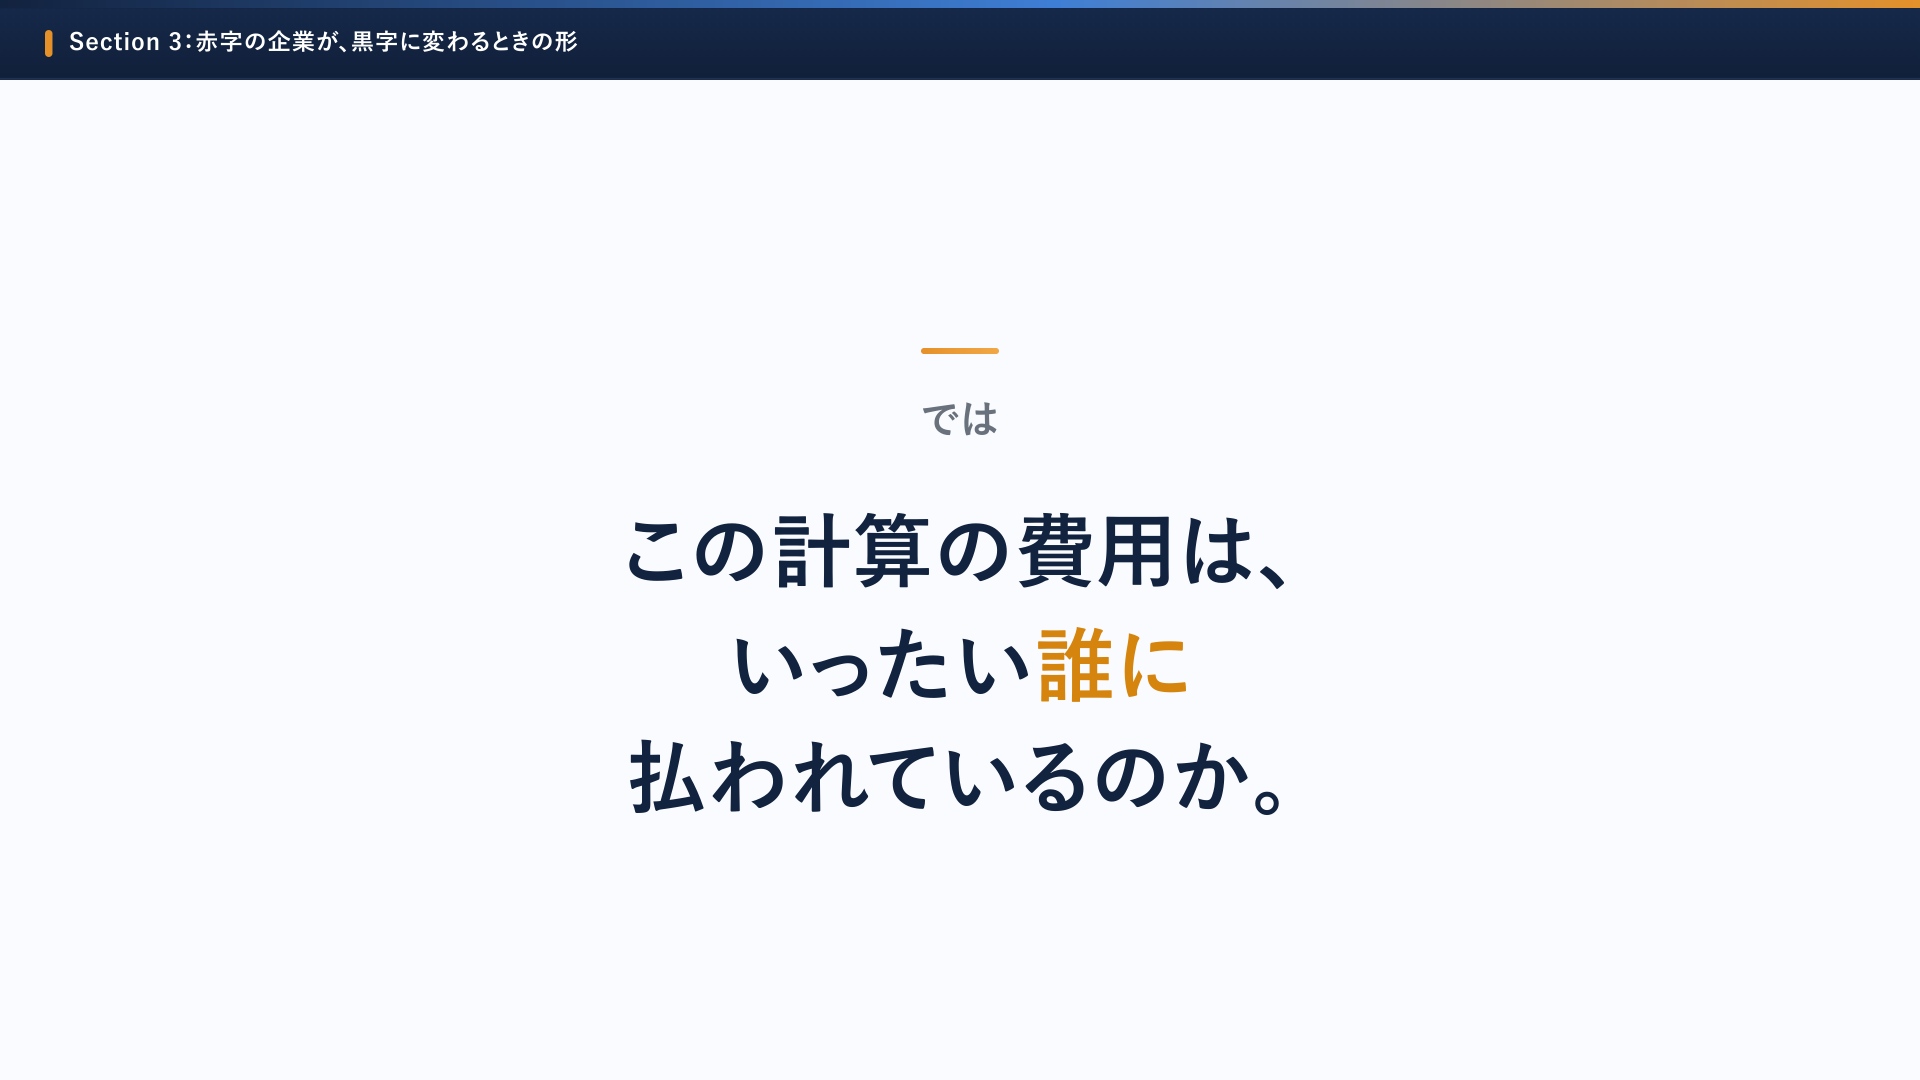 Section 3：赤字の企業が、黒字に変わるときの形
では
この計算の費用は、
いったい誰に
払われているのか。